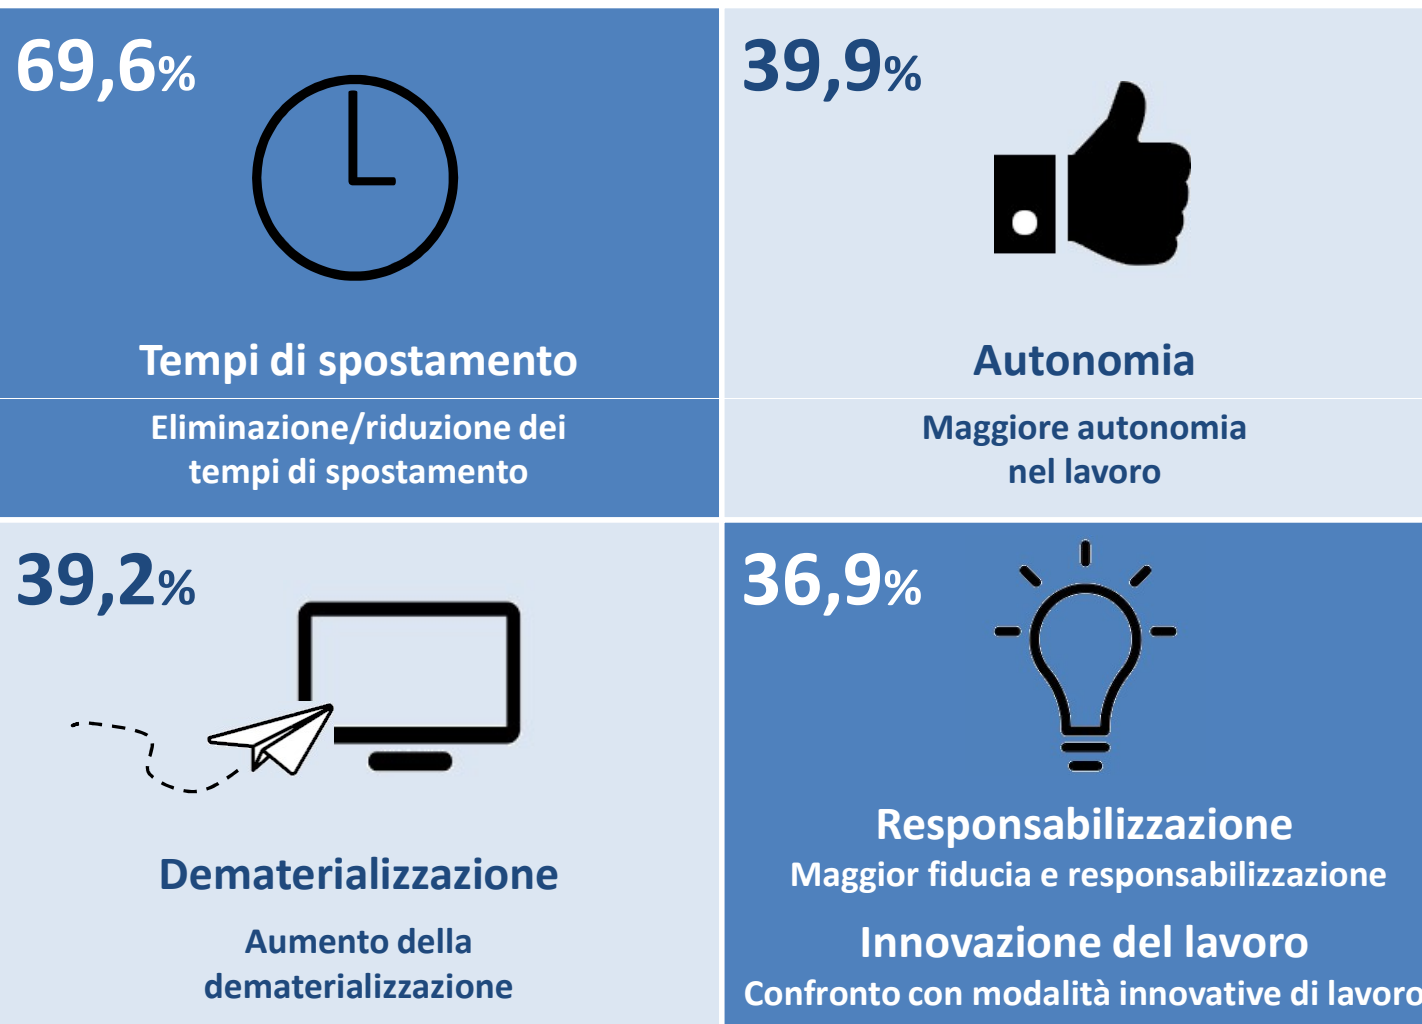 69,6%
Tempi di spostamento
Eliminazione/riduzione dei
tempi di spostamento
39,9%
Autonomia
Maggiore autonomia
nel lavoro
39,2%
Dematerializzazione
Aumento della
dematerializzazione
36,9%
Responsabilizzazione
Maggior fiducia e responsabilizzazione
Innovazione del lavoro
Confronto con modalità innovative di lavoro